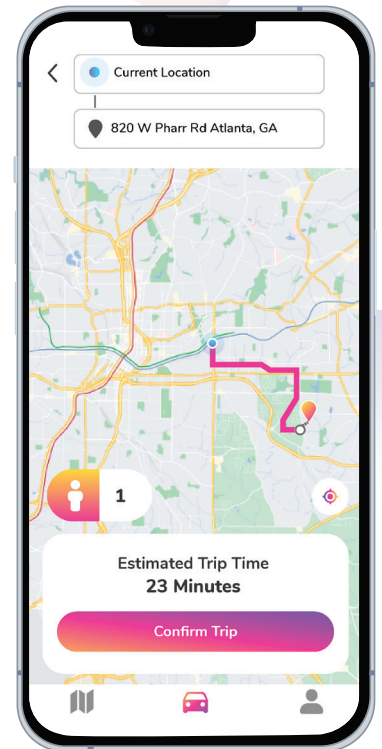 Current Location
820 W Pharr Rd Atlanta, GA
1
Estimated Trip Time
23 Minutes
Confirm Trip